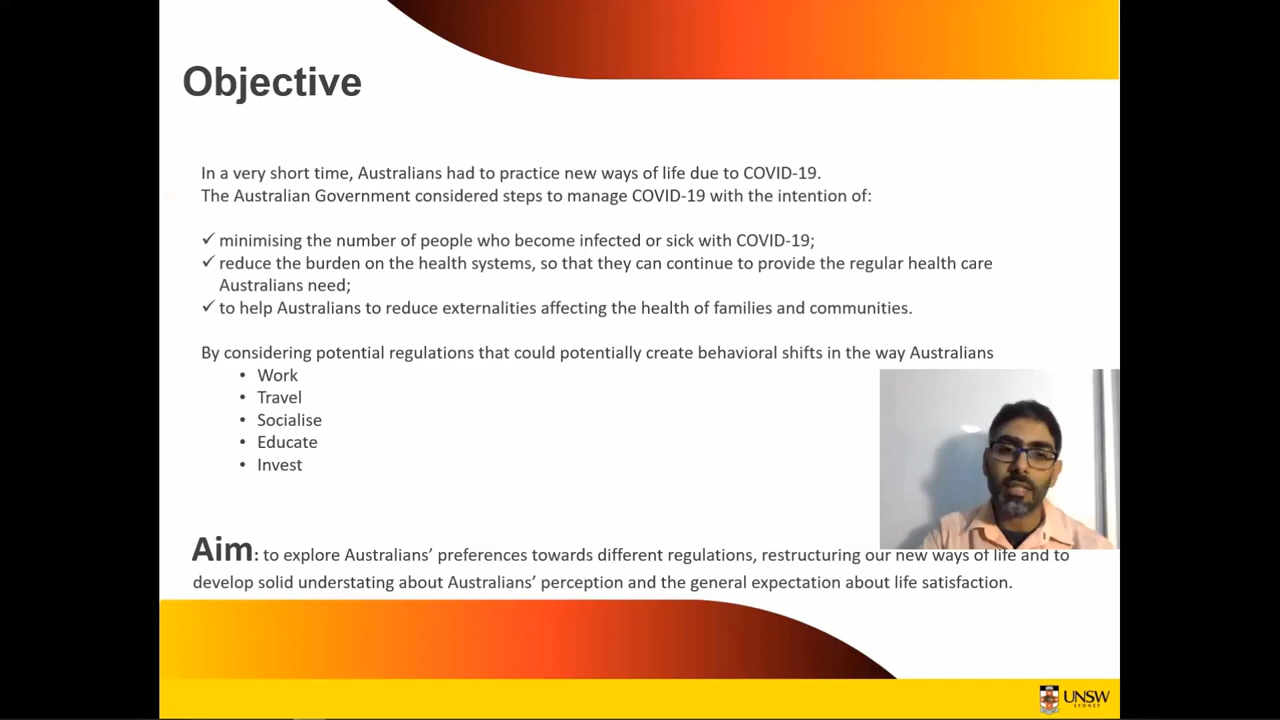 Objective
In a very short time, Australians had to practice new ways of life due to COVID-19.
The Australian Government considered steps to manage COVID-19 with the intention of:
✓ minimising the number of people who become infected or sick with COVID-19;
✓ reduce the burden on the health systems, so that they can continue to provide the regular health care
Australians need;
✓ to help Australians to reduce externalities affecting the health of families and communities.
By considering potential regulations that could potentially create behavioral shifts in the way Australians
• Work
• Travel
• Socialise
• Educate
• Invest
Aim: to explore Australians’ preferences towards different regulations, restructuring our new ways of life and to
develop solid understating about Australians’ perception and the general expectation about life satisfaction.
UNSW
SYDNEY